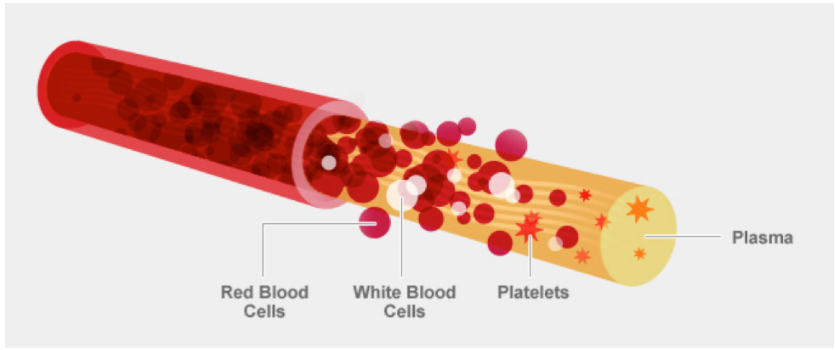 Plasma
Red Blood
Cells
White Blood
Cells
Platelets